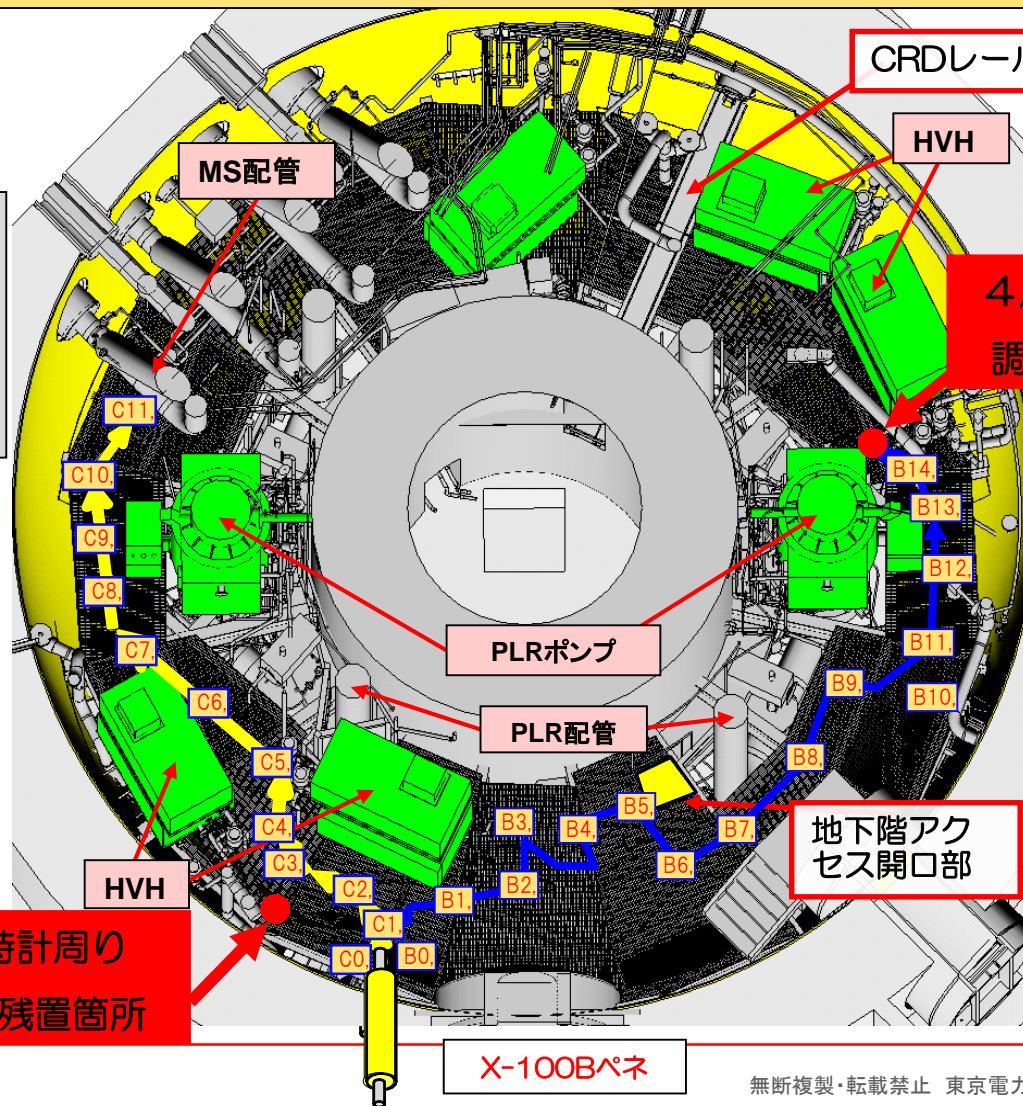 CRDレール
HVH
MS配管
4
調
C11,
C10,
C9,
C8,
C7,
C6,
C5,
C4,
C3,
C2,
C1,
C0,
B0,
B1,
B2,
B3,
B4,
B5,
B6,
B7,
B8,
B9,
B10,
B11,
B12,
B13,
B14,
PLRポンプ
PLR配管
地下階アク
セス開口部
HVH
時計周り
残置箇所
X-100Bペネ
無断複製・転載禁止 東京電力